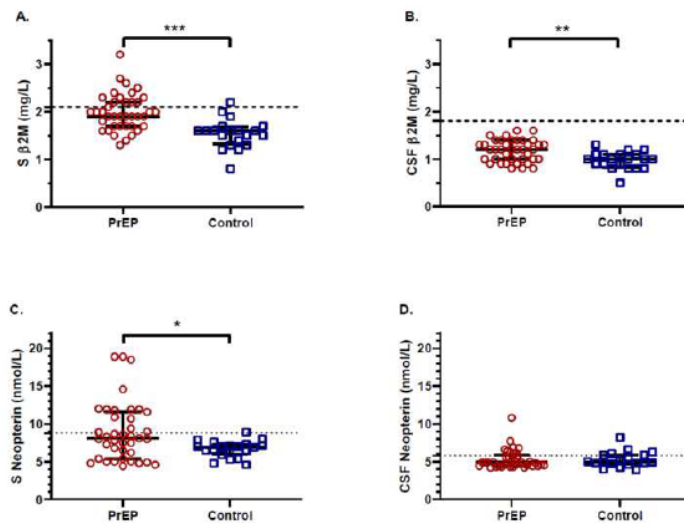 A.
***
S β2M (mg/L)
3
2
1
0
PrEP
Control
B.
**
CSF β2M (mg/L)
3
2
1
0
PrEP
Control
C.
*
S Neopterin (nmol/L)
20
15
10
5
0
PrEP
Control
D.
CSF Neopterin (nmol/L)
20
15
10
5
0
PrEP
Control